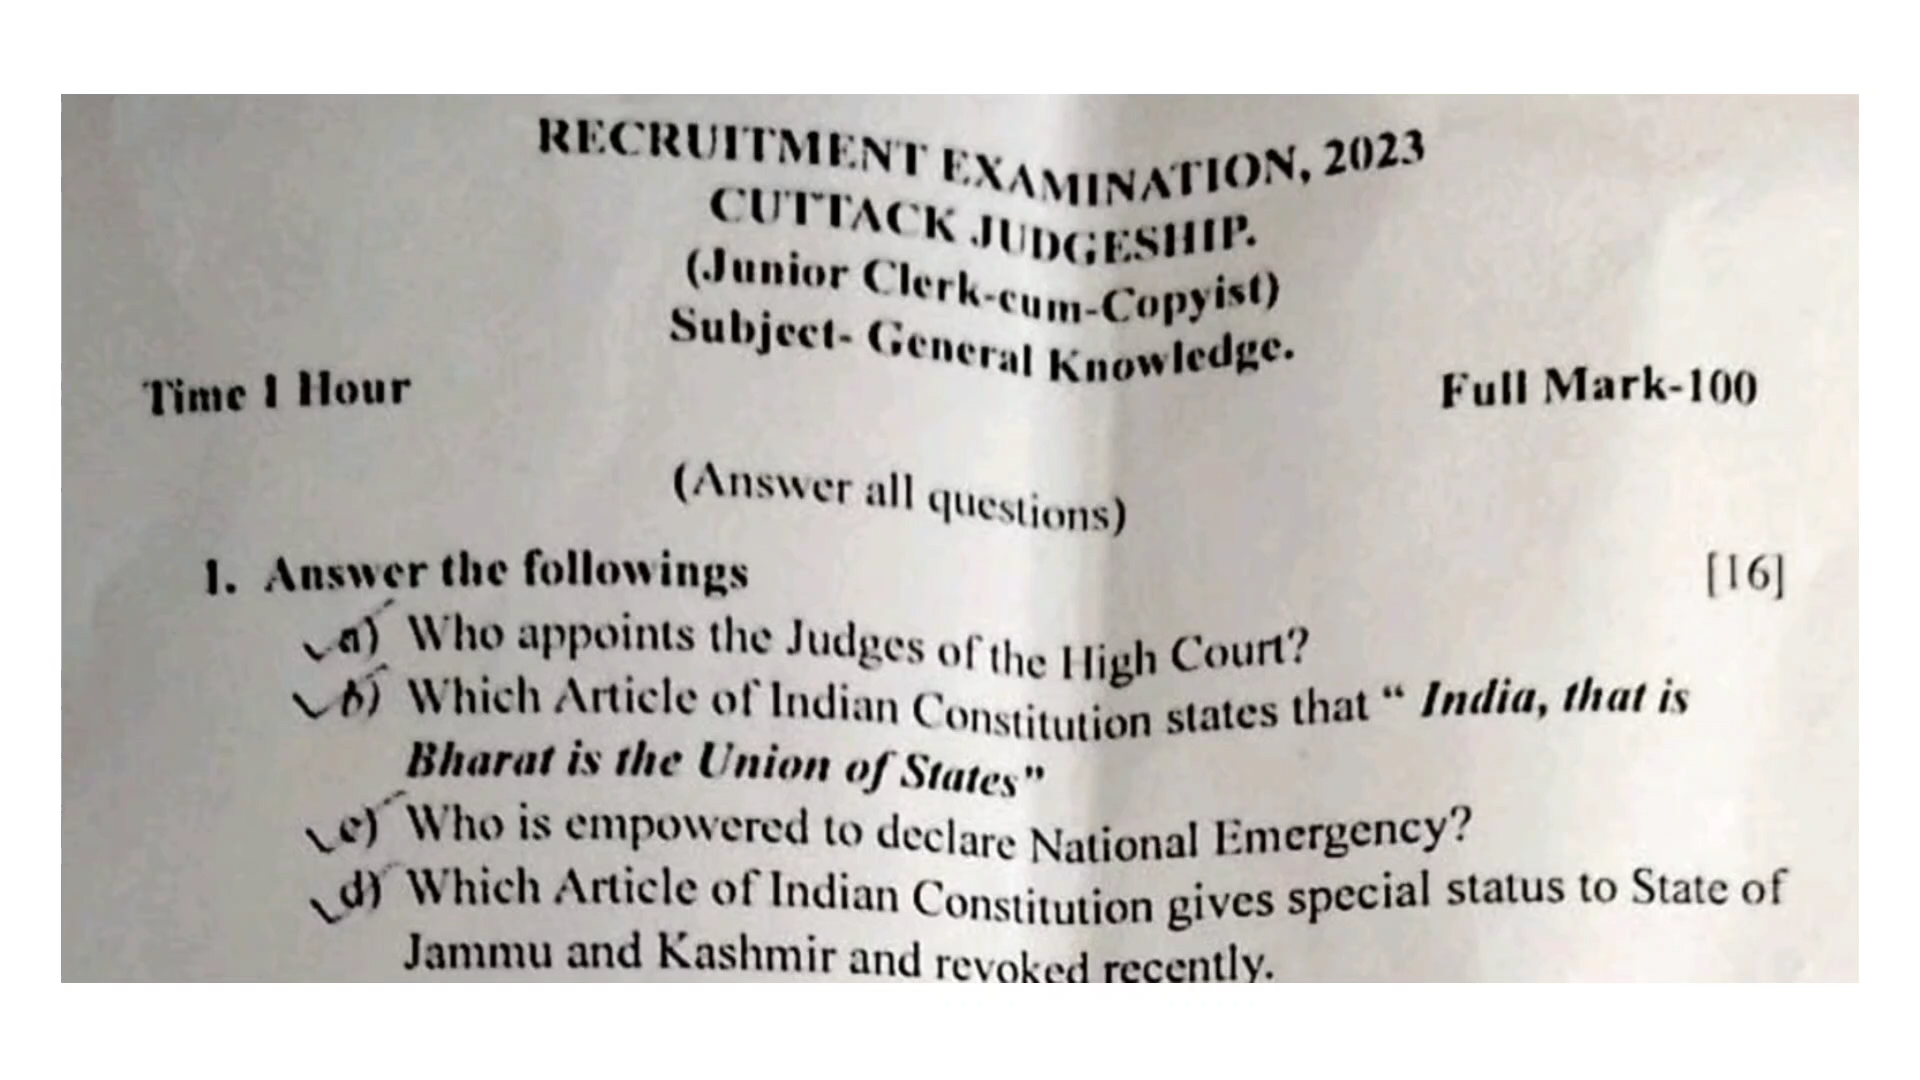 RECRUITMENT EXAMINATION, 2023
CUTTACK JUDGESHIP.
(Junior Clerk-cum-Copyist)
Subject- General Knowledge.
Time 1 Hour Full Mark-100
(Answer all questions)
1. Answer the followings [16]
a) Who appoints the Judges of the High Court?
b) Which Article of Indian Constitution states that “ India, that is
Bharat is the Union of States”
c) Who is empowered to declare National Emergency?
d) Which Article of Indian Constitution gives special status to State of
Jammu and Kashmir and revoked recently.